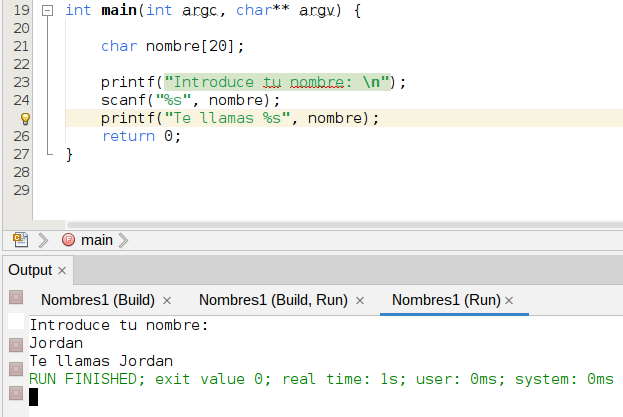 19 int main(int argc, char** argv) {
20
21 char nombre[20];
22
23 printf("Introduce tu nombre: \n");
24 scanf("%s", nombre);
printf("Te llamas %s", nombre);
26 return 0;
27 }
28
29
main
Output ×
Nombres1 (Build) × Nombres1 (Build, Run) × Nombres1 (Run) ×
Introduce tu nombre:
Jordan
Te llamas Jordan
RUN FINISHED; exit value 0; real time: 1s; user: 0ms; system: 0ms